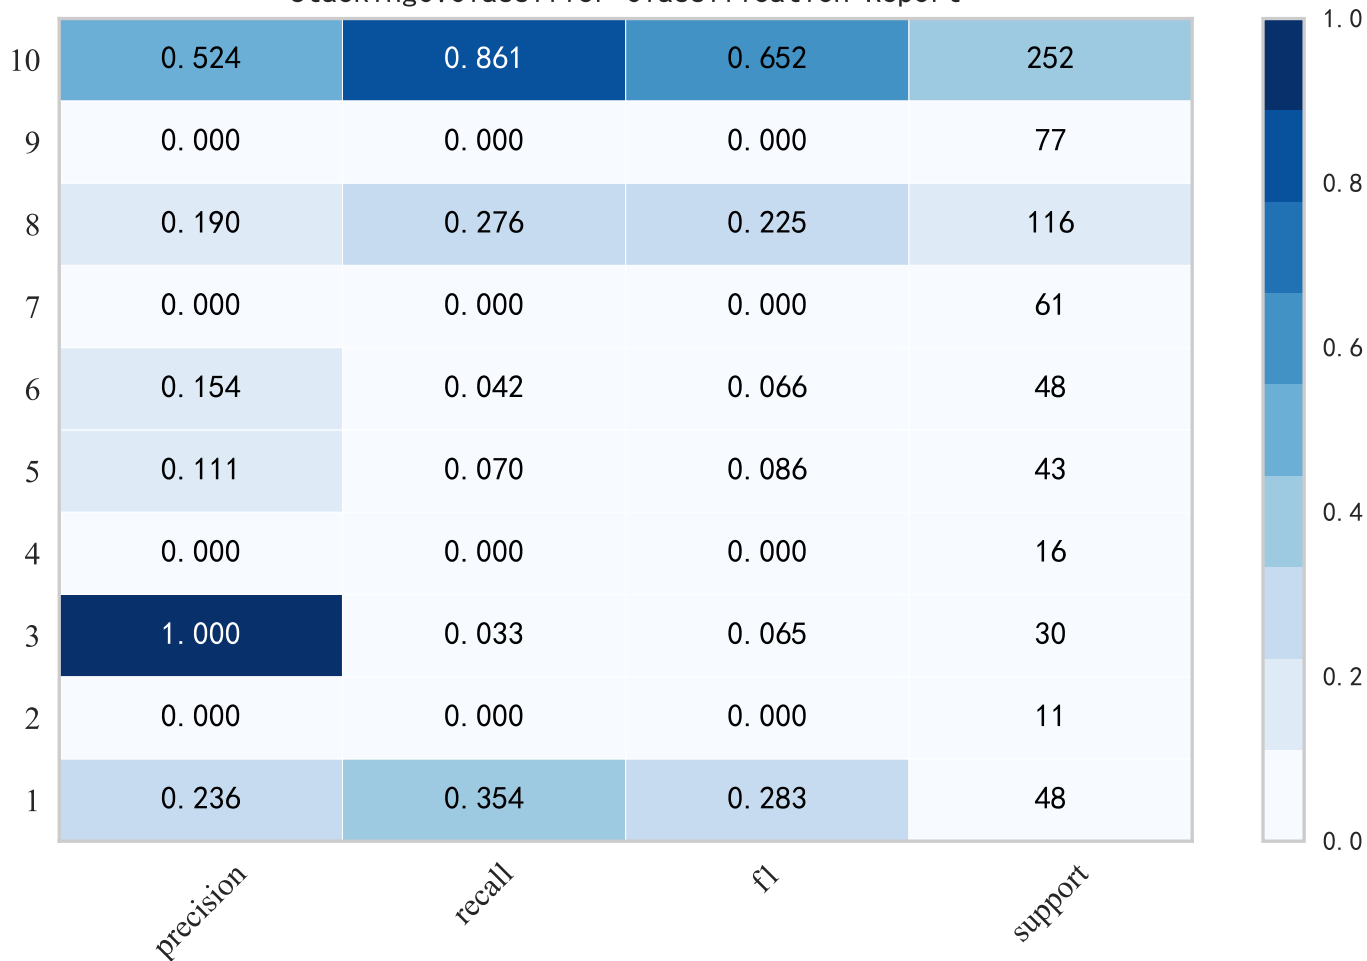 Classification Report
10 0.524 0.861 0.652 252
9 0.000 0.000 0.000 77
8 0.190 0.276 0.225 116
7 0.000 0.000 0.000 61
6 0.154 0.042 0.066 48
5 0.111 0.070 0.086 43
4 0.000 0.000 0.000 16
3 1.000 0.033 0.065 30
2 0.000 0.000 0.000 11
1 0.236 0.354 0.283 48
precision recall f1 support
1.0
0.8
0.6
0.4
0.2
0.0